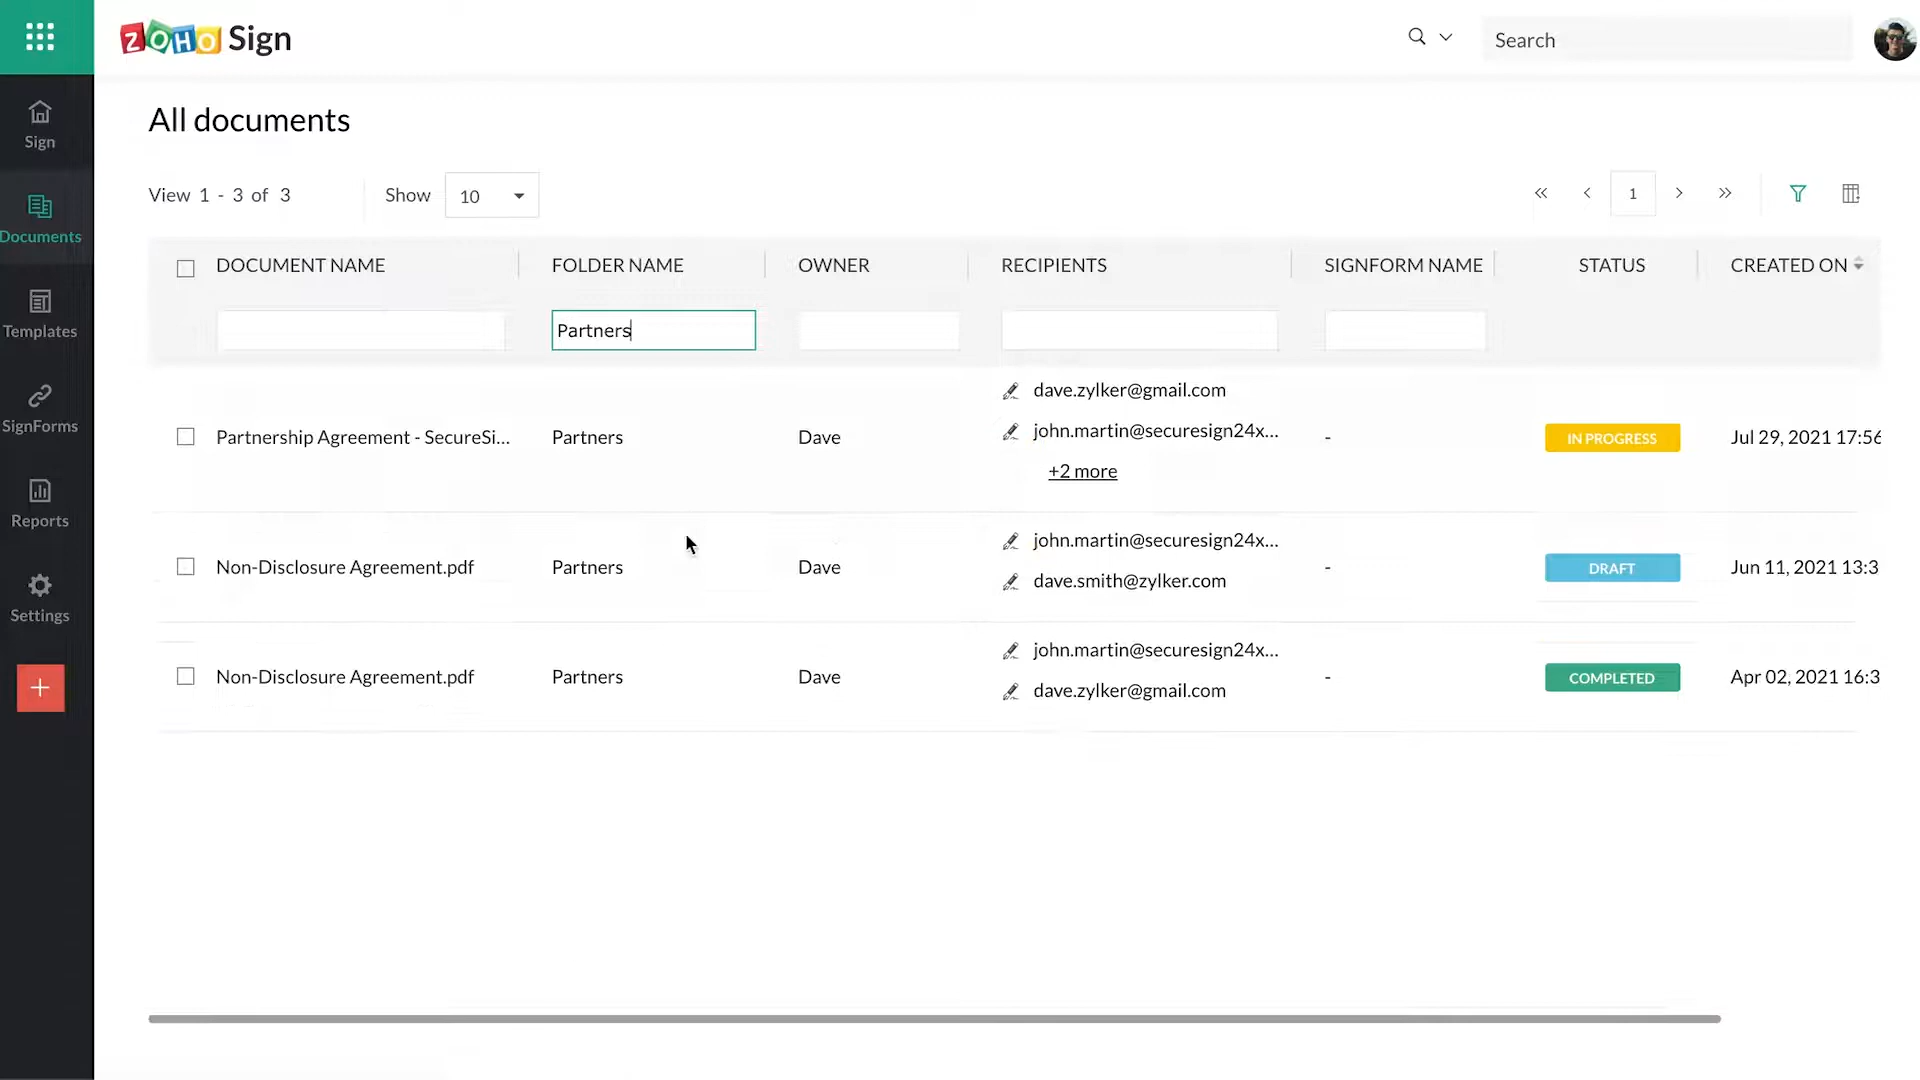 ZOHO Sign
Search
Sign
Documents
Templates
SignForms
Reports
Settings
All documents
View 1 - 3 of 3
Show 10
1
DOCUMENT NAME FOLDER NAME OWNER RECIPIENTS SIGNFORM NAME STATUS CREATED ON
Partners
Partnership Agreement - SecureSi... Partners Dave dave.zylker@gmail.com - IN PROGRESS Jul 29, 2021 17:56
john.martin@securesign24x...
+2 more
Non-Disclosure Agreement.pdf Partners Dave john.martin@securesign24x... - DRAFT Jun 11, 2021 13:3
dave.smith@zylker.com
Non-Disclosure Agreement.pdf Partners Dave john.martin@securesign24x... - COMPLETED Apr 02, 2021 16:3
dave.zylker@gmail.com